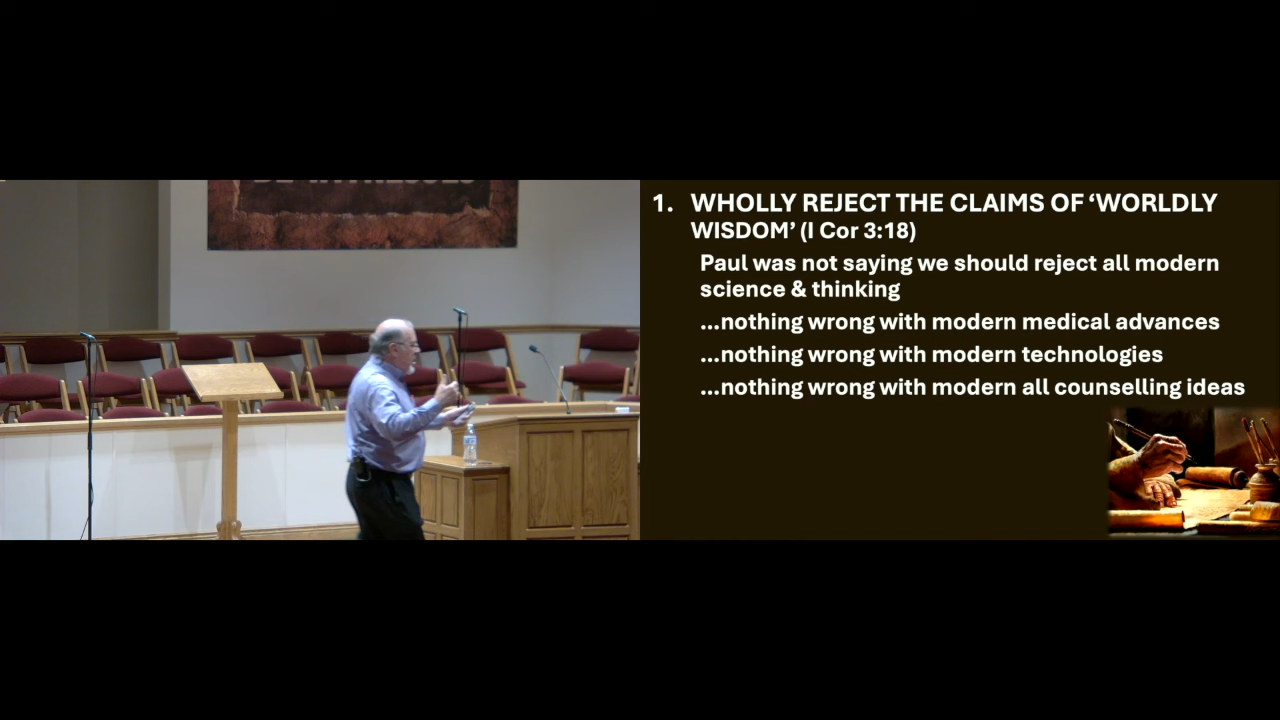 1. WHOLLY REJECT THE CLAIMS OF ‘WORLDLY
WISDOM’ (I Cor 3:18)
Paul was not saying we should reject all modern
science & thinking
...nothing wrong with modern medical advances
...nothing wrong with modern technologies
...nothing wrong with modern all counselling ideas